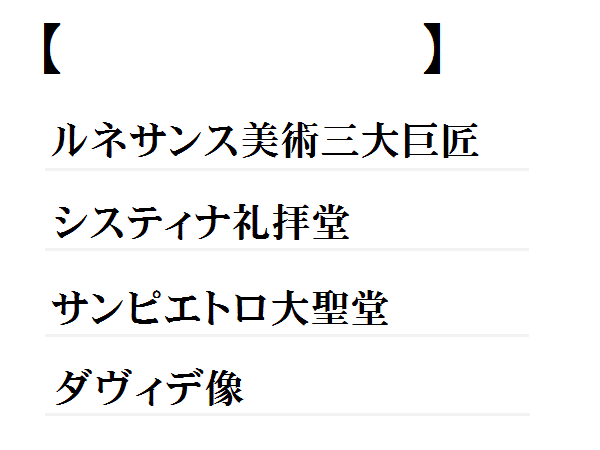 【 】
ルネサンス美術三大巨匠
システィナ礼拝堂
サンピエトロ大聖堂
ダヴィデ像